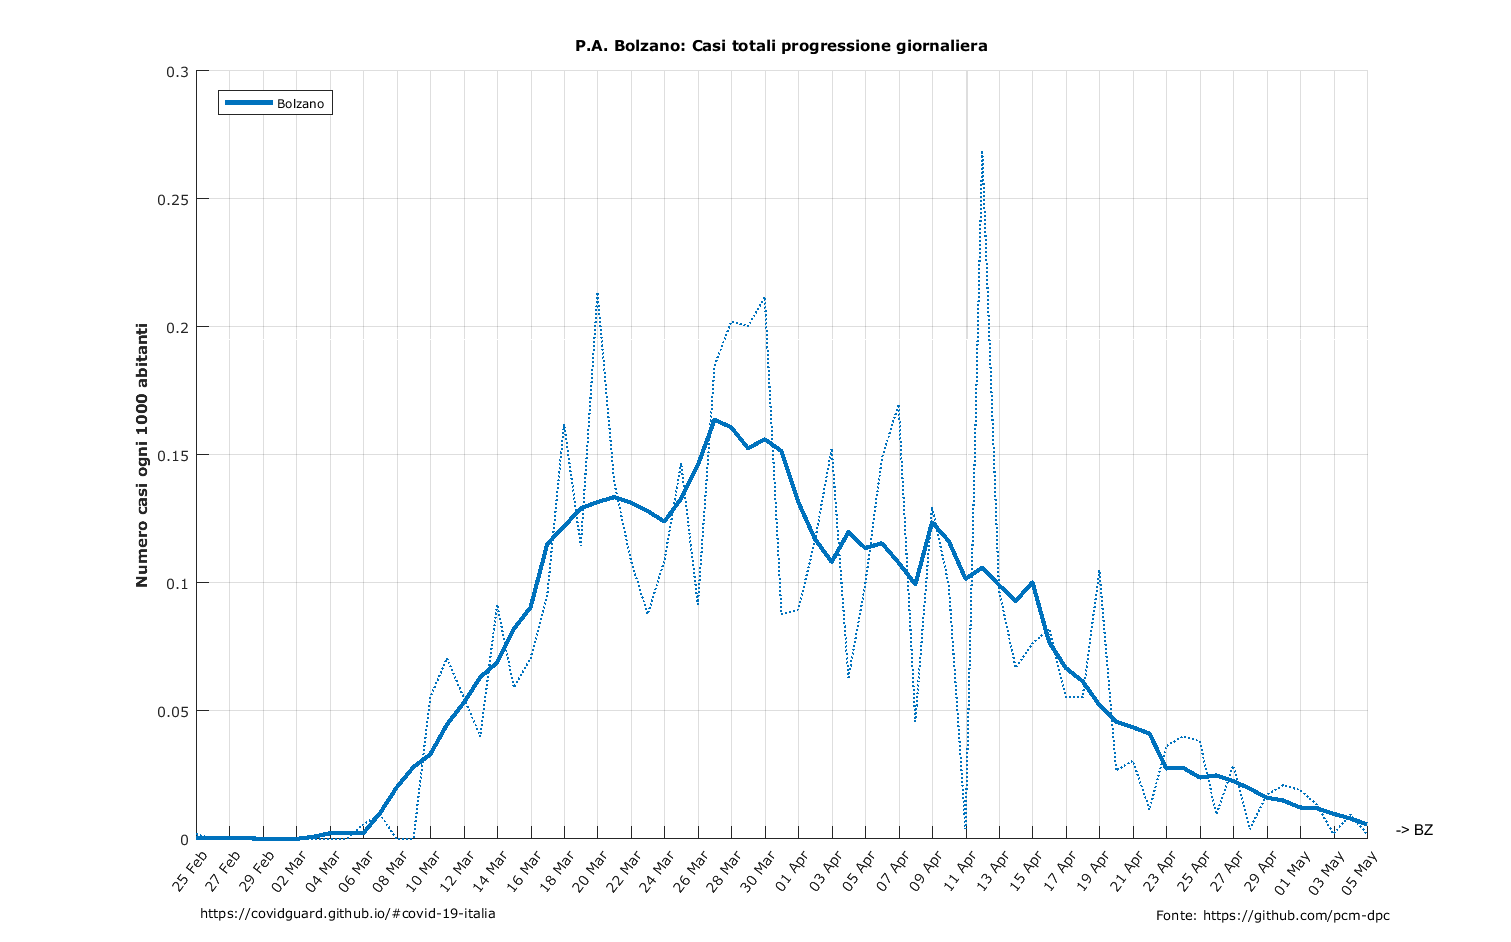 P.A. Bolzano: Casi totali progressione giornaliera
Bolzano
Numero casi ogni 1000 abitanti
0.3
0.25
0.2
0.15
0.1
0.05
0
25 Feb
27 Feb
29 Feb
02 Mar
04 Mar
06 Mar
08 Mar
10 Mar
12 Mar
14 Mar
16 Mar
18 Mar
20 Mar
22 Mar
24 Mar
26 Mar
28 Mar
30 Mar
01 Apr
03 Apr
05 Apr
07 Apr
09 Apr
11 Apr
13 Apr
15 Apr
17 Apr
19 Apr
21 Apr
23 Apr
25 Apr
27 Apr
29 Apr
01 May
03 May
05 May
-> BZ
https://covidguard.github.io/#covid-19-italia
Fonte: https://github.com/pcm-dpc